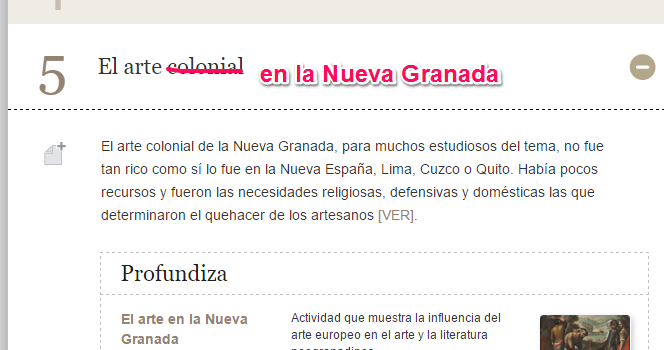 5 El arte colonial en la Nueva Granada
El arte colonial de la Nueva Granada, para muchos estudiosos del tema, no fue
tan rico como sí lo fue en la Nueva España, Lima, Cuzco o Quito. Había pocos
recursos y fueron las necesidades religiosas, defensivas y domésticas las que
determinaron el quehacer de los artesanos [VER].
Profundiza
El arte en la Nueva
Granada
Actividad que muestra la influencia del
arte europeo en el arte y la literatura
neogranadinos